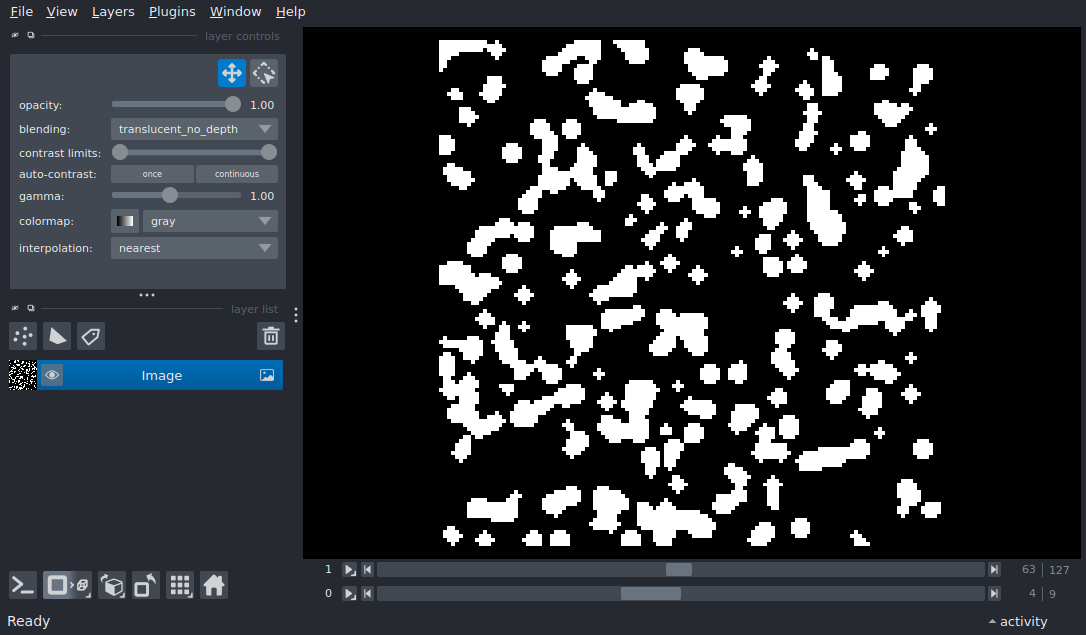 File View Layers Plugins Window Help
layer controls
opacity: 1.00
blending: translucent_no_depth
contrast limits:
auto-contrast: once continuous
gamma: 1.00
colormap: gray
interpolation: nearest
layer list
Image
1 63 127
0 4 9
Ready activity